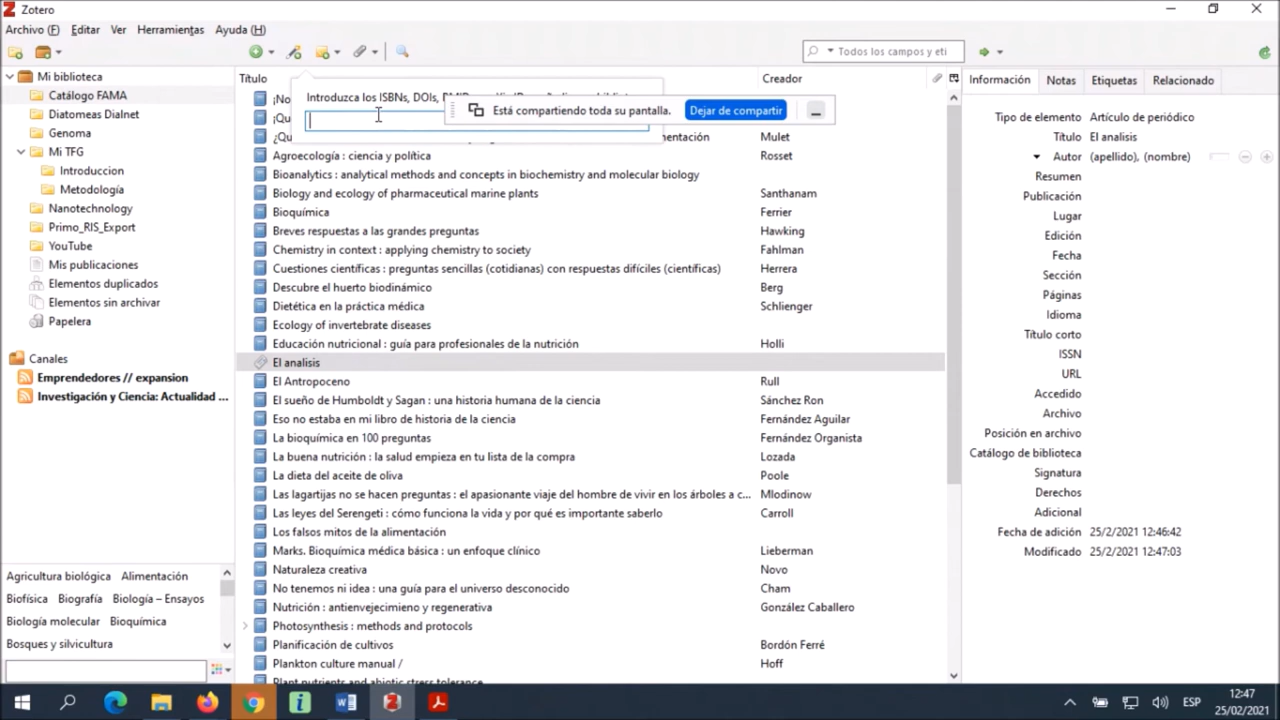 Zotero
Archivo (F) Editar Ver Herramientas Ayuda (H)
Todos los campos y eti
Mi biblioteca
Catálogo FAMA
Diatomeas Dialnet
Genoma
Mi TFG
Introduccion
Metodología
Nanotechnology
Primo_RIS_Export
YouTube
Mis publicaciones
Elementos duplicados
Elementos sin archivar
Papelera
Canales
Emprendedores // expansion
Investigación y Ciencia: Actualidad ...
Agricultura biológica Alimentación
Biofísica Biografía Biología – Ensayos
Biología molecular Bioquímica
Bosques y silvicultura
Título Creador
Introduzca los ISBNs, DOIs,
Está compartiendo toda su pantalla. Dejar de compartir
¡No
¡Qu
¿Qu mentación Mulet
Agroecología : ciencia y política Rosset
Bioanalytics : analytical methods and concepts in biochemistry and molecular biology
Biology and ecology of pharmaceutical marine plants Santhanam
Bioquímica Ferrier
Breves respuestas a las grandes preguntas Hawking
Chemistry in context : applying chemistry to society Fahlman
Cuestiones científicas : preguntas sencillas (cotidianas) con respuestas difíciles (científicas) Herrera
Descubre el huerto biodinámico Berg
Dietética en la práctica médica Schlienger
Ecology of invertebrate diseases
Educación nutricional : guía para profesionales de la nutrición Holli
El analisis
El Antropoceno Rull
El sueño de Humboldt y Sagan : una historia humana de la ciencia Sánchez Ron
Eso no estaba en mi libro de historia de la ciencia Fernández Aguilar
La bioquímica en 100 preguntas Fernández Organista
La buena nutrición : la salud empieza en tu lista de la compra Lozada
La dieta del aceite de oliva Poole
Las lagartijas no se hacen preguntas : el apasionante viaje del hombre de vivir en los árboles a c... Mlodinow
Las leyes del Serengeti : cómo funciona la vida y por qué es importante saberlo Carroll
Los falsos mitos de la alimentación
Marks. Bioquímica médica básica : un enfoque clínico Lieberman
Naturaleza creativa Novo
No tenemos ni idea : una guía para el universo desconocido Cham
Nutrición : antienvejecimieno y regenerativa González Caballero
Photosynthesis : methods and protocols
Planificación de cultivos Bordón Ferré
Plankton culture manual / Hoff
Plant nutrients and abiotic stress tolerance
Información Notas Etiquetas Relacionado
Tipo de elemento Artículo de periódico
Título El analisis
Autor (apellido), (nombre)
Resumen
Publicación
Lugar
Edición
Fecha
Sección
Páginas
Idioma
Título corto
ISSN
URL
Accedido
Archivo
Posición en archivo
Catálogo de biblioteca
Signatura
Derechos
Adicional
Fecha de adición 25/2/2021 12:46:42
Modificado 25/2/2021 12:47:03
ESP
12:47
25/02/2021